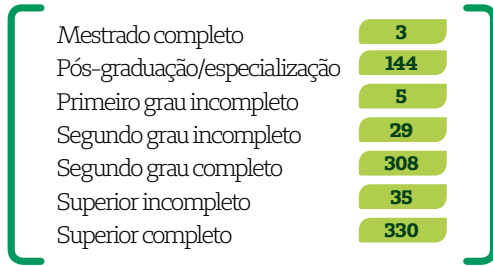 Mestrado completo 3
Pós-graduação/especialização 144
Primeiro grau incompleto 5
Segundo grau incompleto 29
Segundo grau completo 308
Superior incompleto 35
Superior completo 330